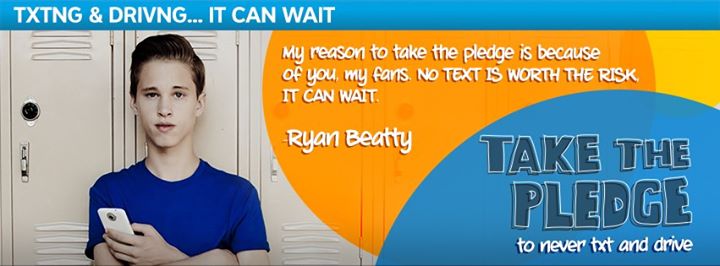 TXTNG & DRIVNG... IT CAN WAIT
My reason to take the pledge is because
of you, my fans. NO TEXT IS WORTH THE RISK,
IT CAN WAIT.
-Ryan Beatty
TAKE THE
PLEDGE
to never txt and drive